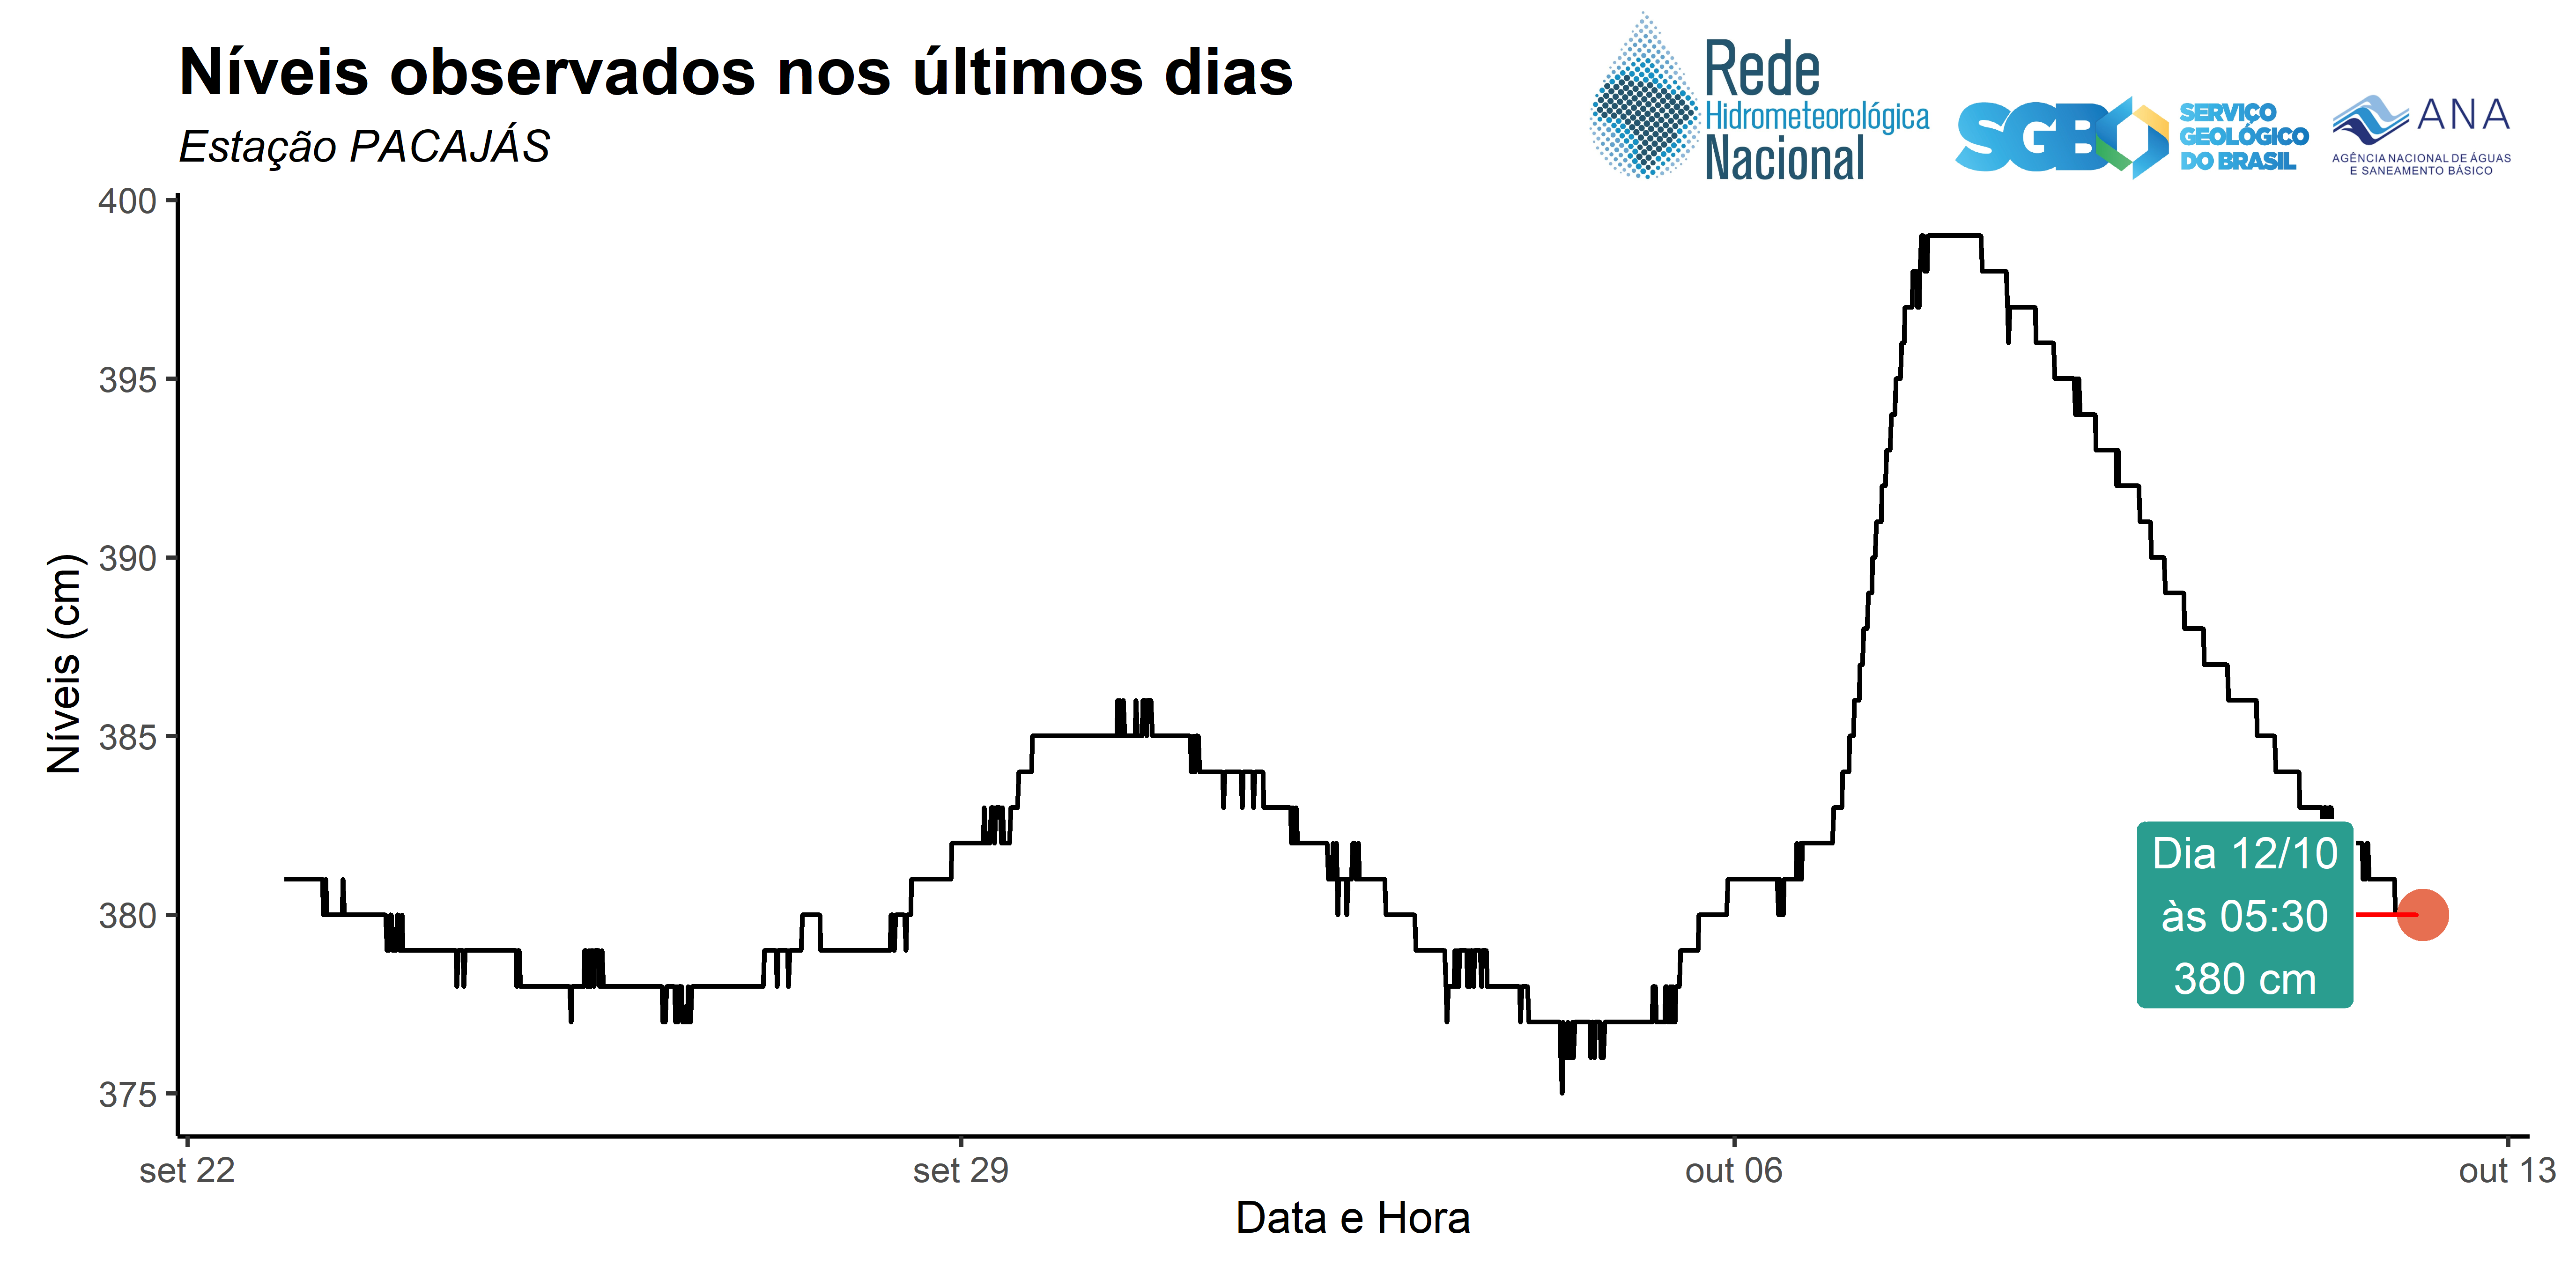 Níveis observados nos últimos dias
Estação PACAJÁS
Rede
Hidrometeorológica
Nacional
SGB
SERVIÇO
GEOLÓGICO
DO BRASIL
ANA
AGÊNCIA NACIONAL DE ÁGUAS
E SANEAMENTO BÁSICO
Níveis (cm)
400
395
390
385
380
375
Dia 12/10
às 05:30
380 cm
set 22
set 29
out 06
out 13
Data e Hora